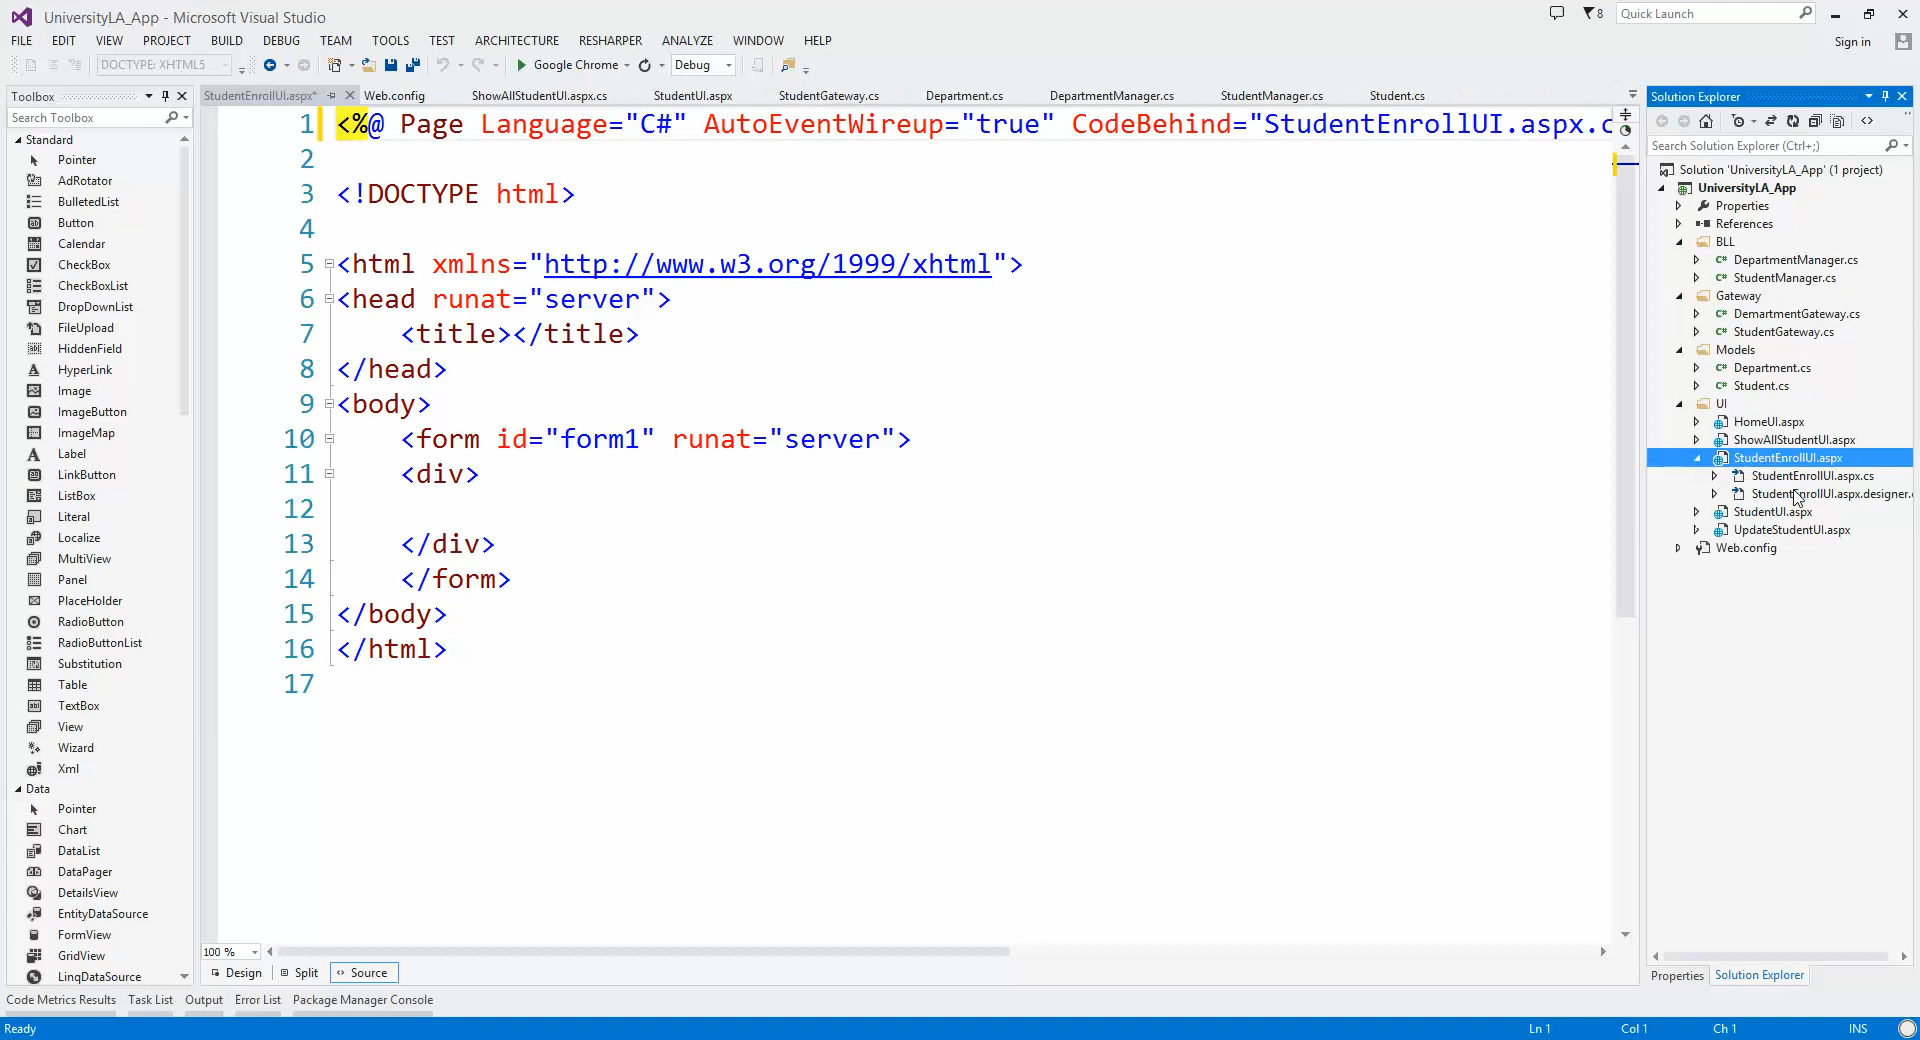 UniversityLA_App - Microsoft Visual Studio
8
Quick Launch
FILE EDIT VIEW PROJECT BUILD DEBUG TEAM TOOLS TEST ARCHITECTURE RESHARPER ANALYZE WINDOW HELP
Sign in
DOCTYPE: XHTML5
Google Chrome
Debug
Toolbox
Search Toolbox
Standard
Pointer
AdRotator
BulletedList
Button
Calendar
CheckBox
CheckBoxList
DropDownList
FileUpload
HiddenField
HyperLink
Image
ImageButton
ImageMap
Label
LinkButton
ListBox
Literal
Localize
MultiView
Panel
PlaceHolder
RadioButton
RadioButtonList
Substitution
Table
TextBox
View
Wizard
Xml
Data
Pointer
Chart
DataList
DataPager
DetailsView
EntityDataSource
FormView
GridView
LinqDataSource
StudentEnrollUI.aspx* Web.config ShowAllStudentUI.aspx.cs StudentUI.aspx StudentGateway.cs Department.cs DepartmentManager.cs StudentManager.cs Student.cs
1 <%@ Page Language="C#" AutoEventWireup="true" CodeBehind="StudentEnrollUI.aspx.c
2
3 <!DOCTYPE html>
4
5 <html xmlns="http://www.w3.org/1999/xhtml">
6 <head runat="server">
7 <title></title>
8 </head>
9 <body>
10 <form id="form1" runat="server">
11 <div>
12
13 </div>
14 </form>
15 </body>
16 </html>
17
100 %
Design Split Source
Solution Explorer
Search Solution Explorer (Ctrl+;)
Solution 'UniversityLA_App' (1 project)
UniversityLA_App
Properties
References
BLL
DepartmentManager.cs
StudentManager.cs
Gateway
DemartmentGateway.cs
StudentGateway.cs
Models
Department.cs
Student.cs
UI
HomeUI.aspx
ShowAllStudentUI.aspx
StudentEnrollUI.aspx
StudentEnrollUI.aspx.cs
StudentEnrollUI.aspx.designer.c
StudentUI.aspx
UpdateStudentUI.aspx
Web.config
Properties Solution Explorer
Code Metrics Results Task List Output Error List Package Manager Console
Ready
Ln 1 Col 1 Ch 1 INS